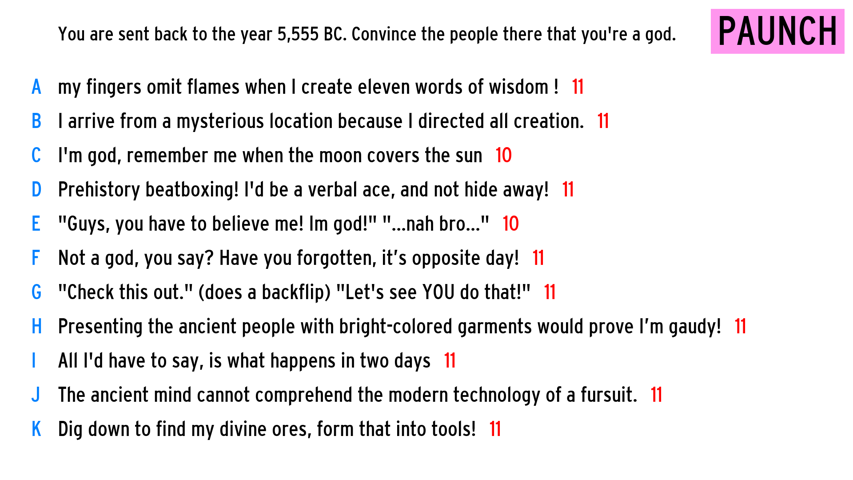 You are sent back to the year 5,555 BC. Convince the people there that you're a god.
PAUNCH
A my fingers omit flames when I create eleven words of wisdom ! 11
B I arrive from a mysterious location because I directed all creation. 11
C I'm god, remember me when the moon covers the sun 10
D Prehistory beatboxing! I'd be a verbal ace, and not hide away! 11
E "Guys, you have to believe me! Im god!" "...nah bro..." 10
F Not a god, you say? Have you forgotten, it’s opposite day! 11
G "Check this out." (does a backflip) "Let's see YOU do that!" 11
H Presenting the ancient people with bright-colored garments would prove I’m gaudy! 11
I All I'd have to say, is what happens in two days 11
J The ancient mind cannot comprehend the modern technology of a fursuit. 11
K Dig down to find my divine ores, form that into tools! 11